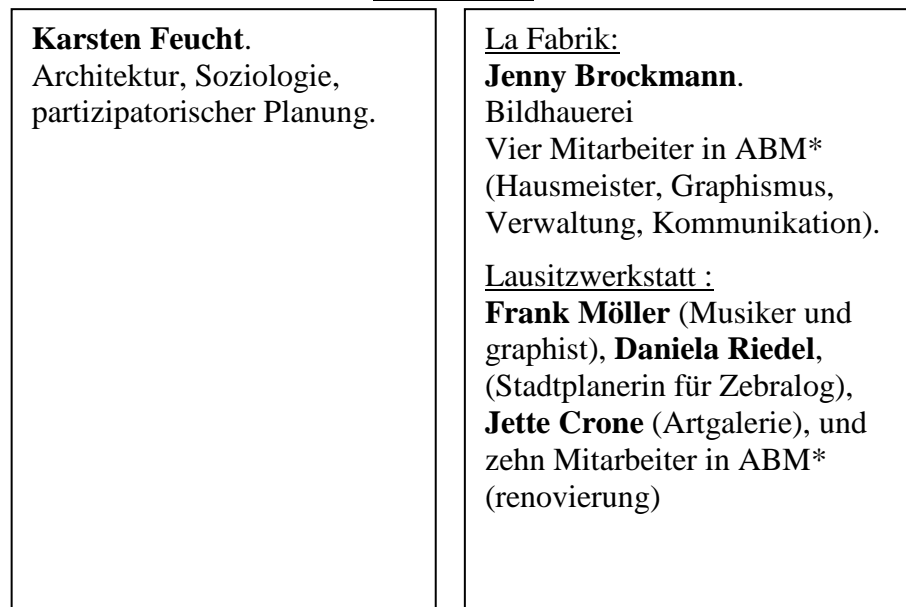 Karsten Feucht.
Architektur, Soziologie,
partizipatorischer Planung.
La Fabrik:
Jenny Brockmann.
Bildhauerei
Vier Mitarbeiter in ABM*
(Hausmeister, Graphismus,
Verwaltung, Kommunikation).
Lausitzwerkstatt :
Frank Möller (Musiker und
graphist), Daniela Riedel,
(Stadtplanerin für Zebralog),
Jette Crone (Artgalerie), und
zehn Mitarbeiter in ABM*
(renovierung)